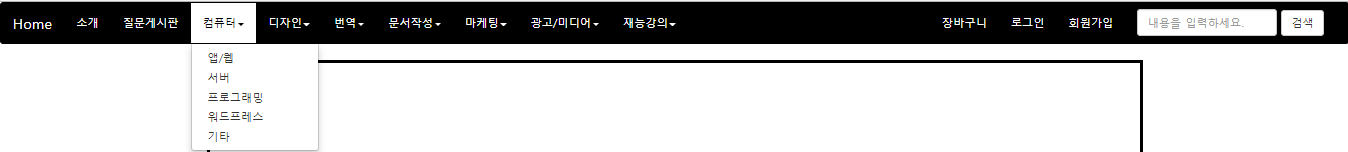 Home 소개 질문게시판 컴퓨터 디자인 번역 문서작성 마케팅 광고/미디어 재능강의 장바구니 로그인 회원가입 내용을 입력하세요. 검색
앱/웹
서버
프로그래밍
워드프레스
기타